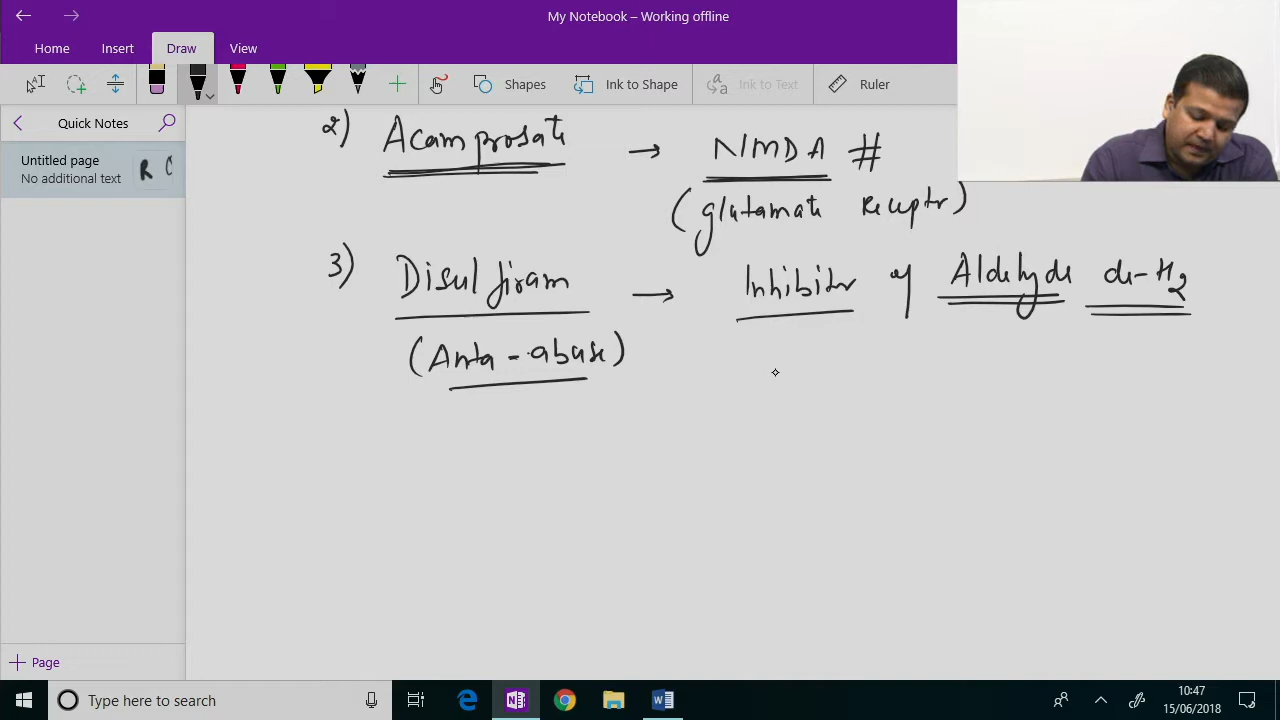 My Notebook – Working offline
Home Insert Draw View
Shapes Ink to Shape Ink to Text Ruler
Quick Notes
Untitled page
No additional text
R C
2) Acamprosate → NMDA #
(glutamate Receptr)
3) Disulfiram → Inhibitor of Aldehyde de-H2
(Anta-abase)
+ Page
Type here to search
10:47
15/06/2018